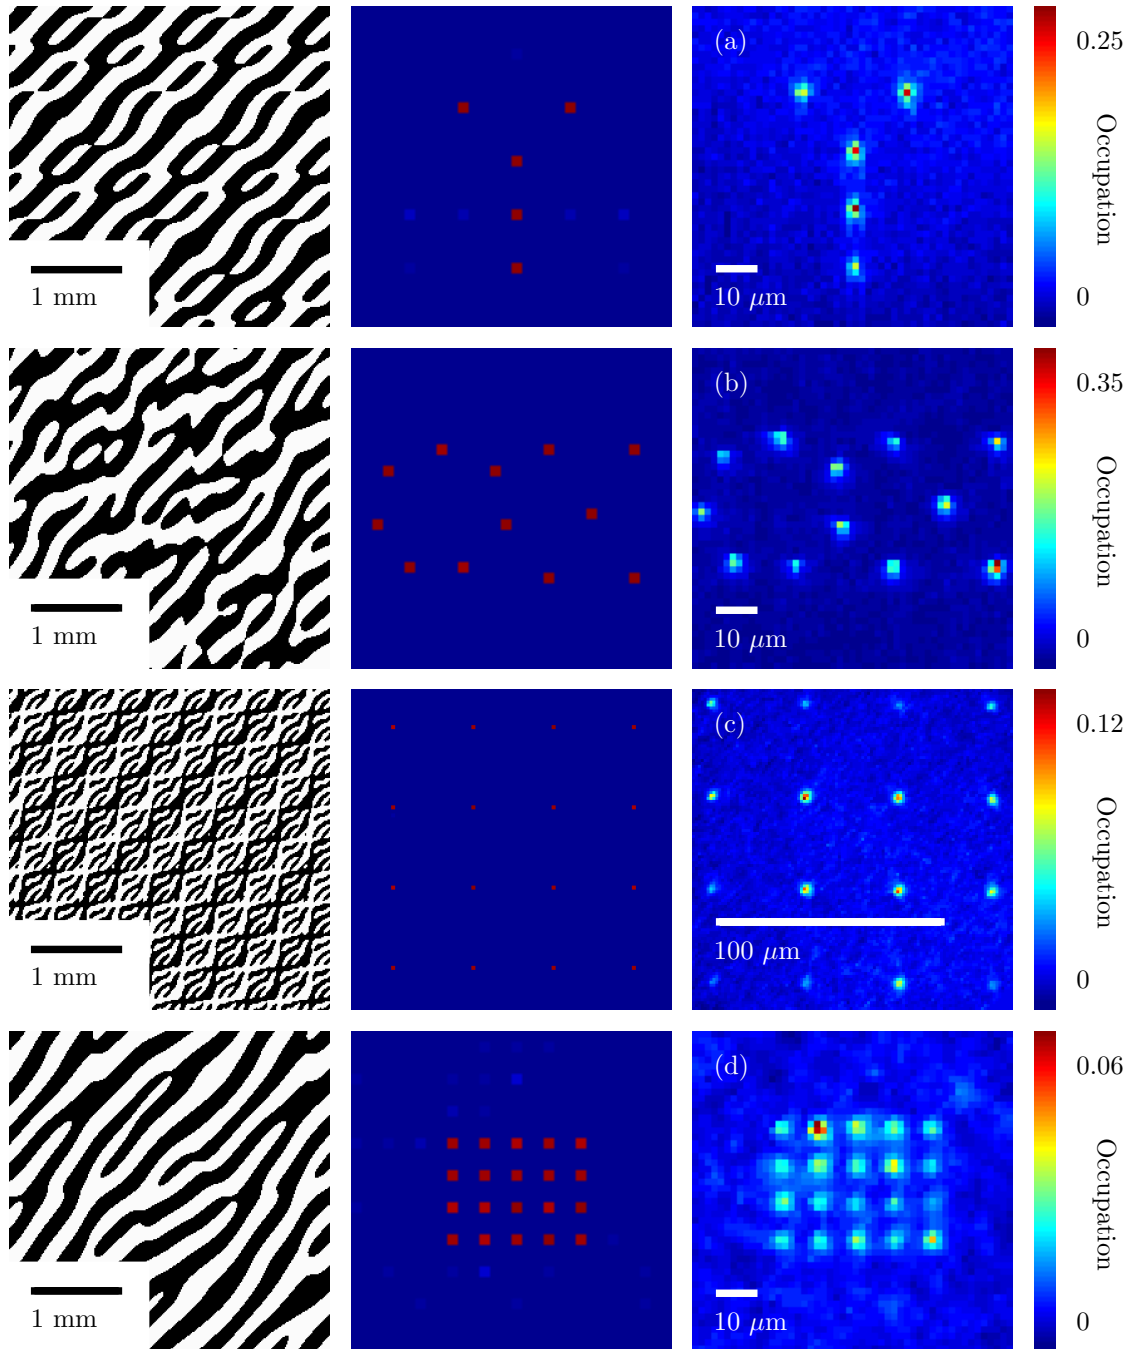 (a)
0.25
Occupation
0
1 mm
10 μm
(b)
0.35
Occupation
0
1 mm
10 μm
(c)
0.12
Occupation
0
1 mm
100 μm
(d)
0.06
Occupation
0
1 mm
10 μm